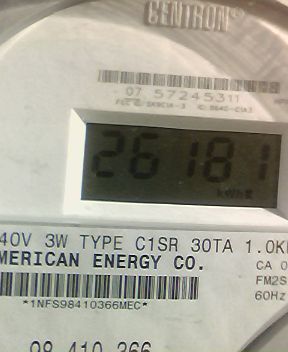 CENTRON®
07 57245311
26181
kWh
40V 3W TYPE C1SR 30TA 1.0K
MERICAN ENERGY CO.
CA 0
FM2S
60Hz
*1NFS98410366MEC*
98 410 366